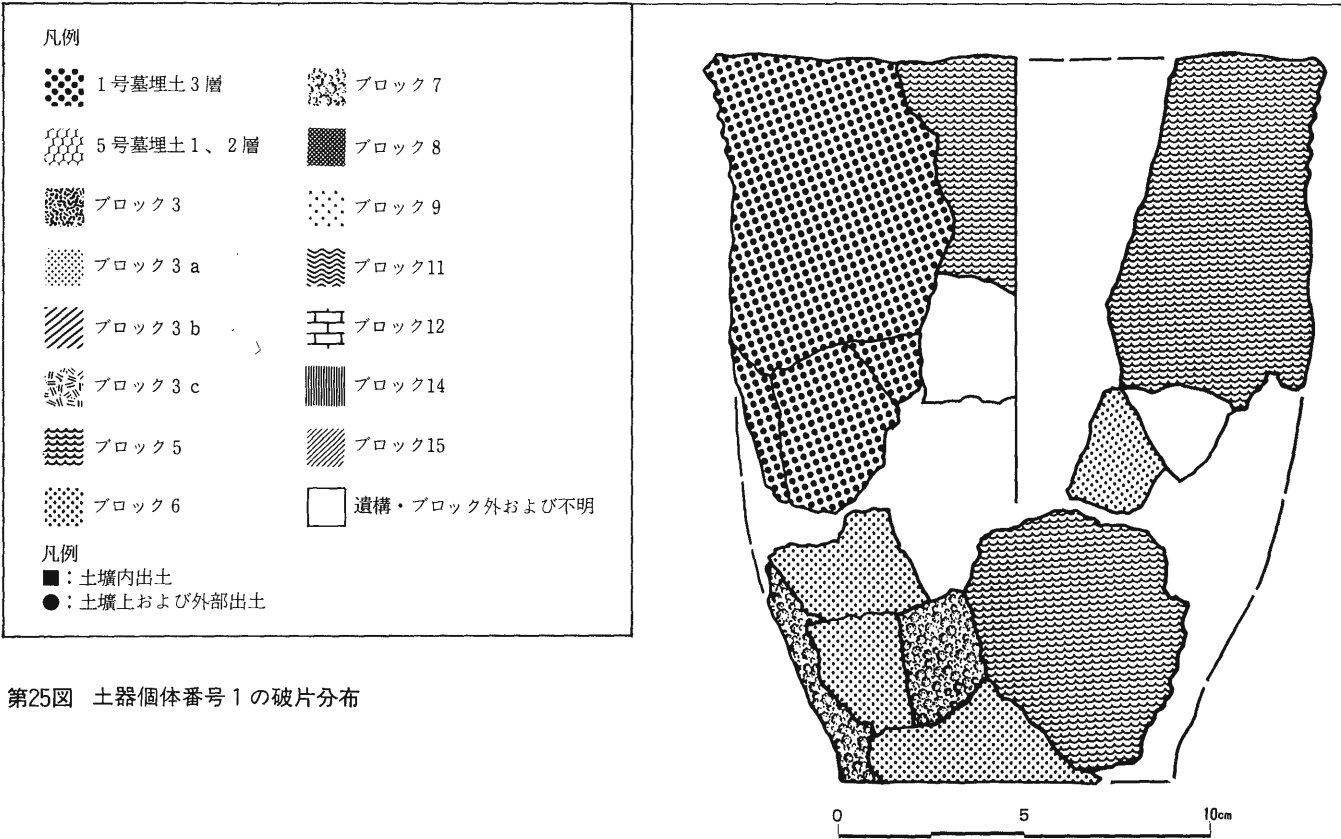 凡例
1号墓埋土3層
5号墓埋土1、2層
ブロック3
ブロック3a
ブロック3b
ブロック3c
ブロック5
ブロック6
ブロック7
ブロック8
ブロック9
ブロック11
ブロック12
ブロック14
ブロック15
遺構・ブロック外および不明
凡例
■：土壙内出土
●：土壙上および外部出土
第25図 土器個体番号1の破片分布
0 5 10cm